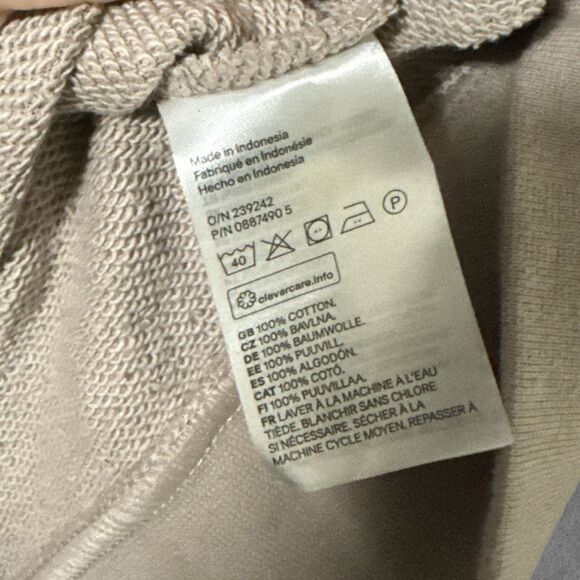 Made in Indonesia
Fabriqué en Indonésie
Hecho en Indonesia
O/N 239242
P/N 0887490 5
40
P
clevercare.info
GB 100% COTTON.
CZ 100% BAVLNA.
DE 100% BAUMWOLLE.
EE 100% PUUVILL.
ES 100% ALGODÓN.
CAT 100% COTÓ.
FI 100% PUUVILLAA.
FR LAVER À LA MACHINE À L'EAU
TIÈDE, BLANCHIR SANS CHLORE
SI NÉCESSAIRE, SÉCHER À LA
MACHINE CYCLE MOYEN, REPASSER À